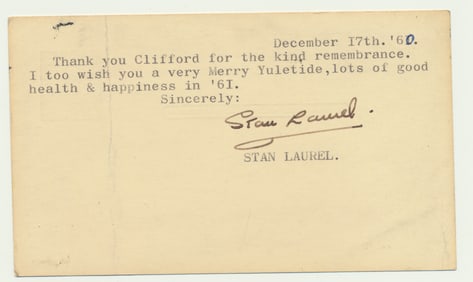 December I7th.'60.
Thank you Clifford for the kind remembrance.
I too wish you a very Merry Yuletide,lots of good
health & happiness in '6I.
Sincerely:
Stan Laurel.
STAN LAUREL.